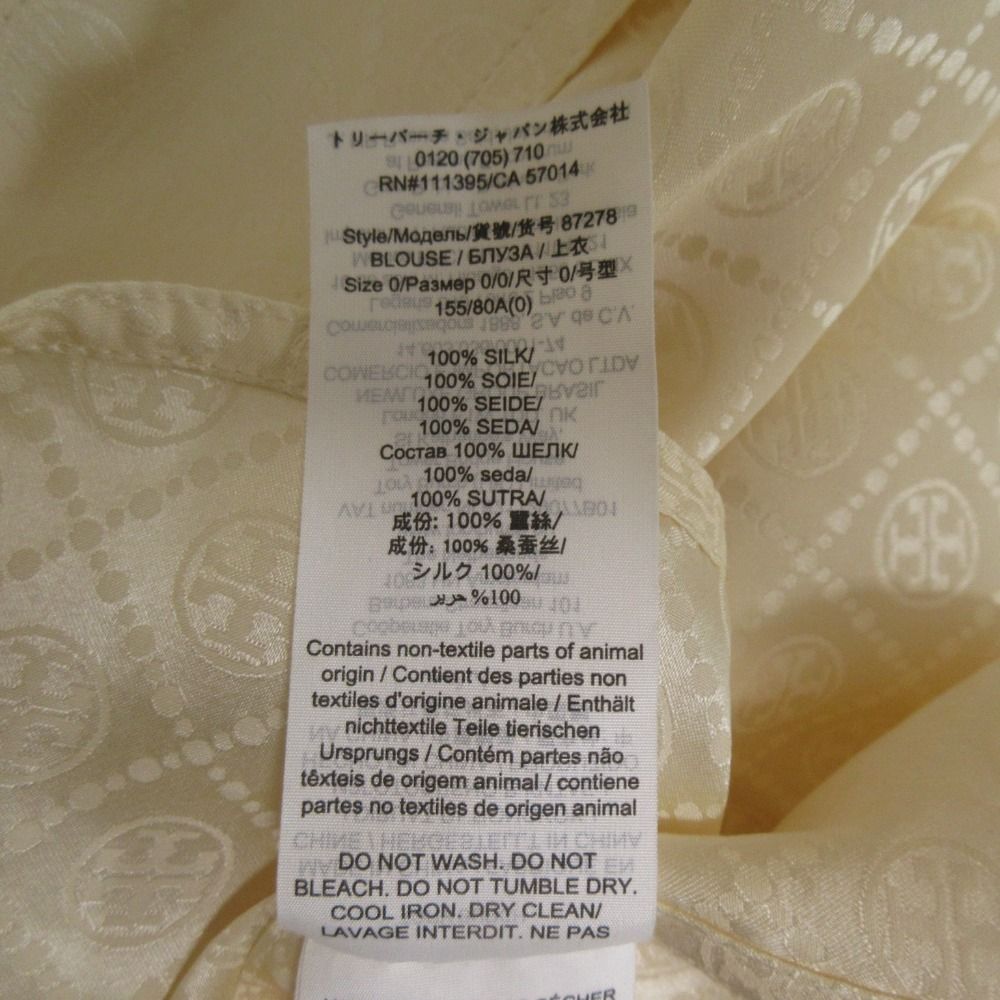 トリーバーチ・ジャパン株式会社
0120 (705) 710
RN#111395/CA 57014
Style/Модель/貨號/货号 87278
BLOUSE / БЛУЗА / 上衣
Size 0/Размер 0/0/尺寸 0/号型
155/80A(0)
100% SILK/
100% SOIE/
100% SEIDE/
100% SEDA/
Состав 100% ШЕЛК/
100% seda/
100% SUTRA/
成份: 100% 蠶絲/
成份: 100% 桑蚕丝/
シルク 100%/
%100 حرير
Contains non-textile parts of animal
origin / Contient des parties non
textiles d'origine animale / Enthält
nichttextile Teile tierischen
Ursprungs / Contém partes não
têxteis de origem animal / contiene
partes no textiles de origen animal
DO NOT WASH. DO NOT
BLEACH. DO NOT TUMBLE DRY.
COOL IRON. DRY CLEAN/
LAVAGE INTERDIT. NE PAS